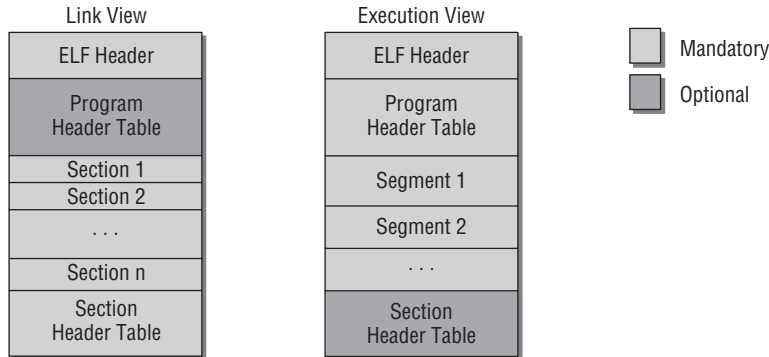 Link View
ELF Header
Program
Header Table
Section 1
Section 2
. . .
Section n
Section
Header Table
Execution View
ELF Header
Program
Header Table
Segment 1
Segment 2
. . .
Section
Header Table
Mandatory
Optional